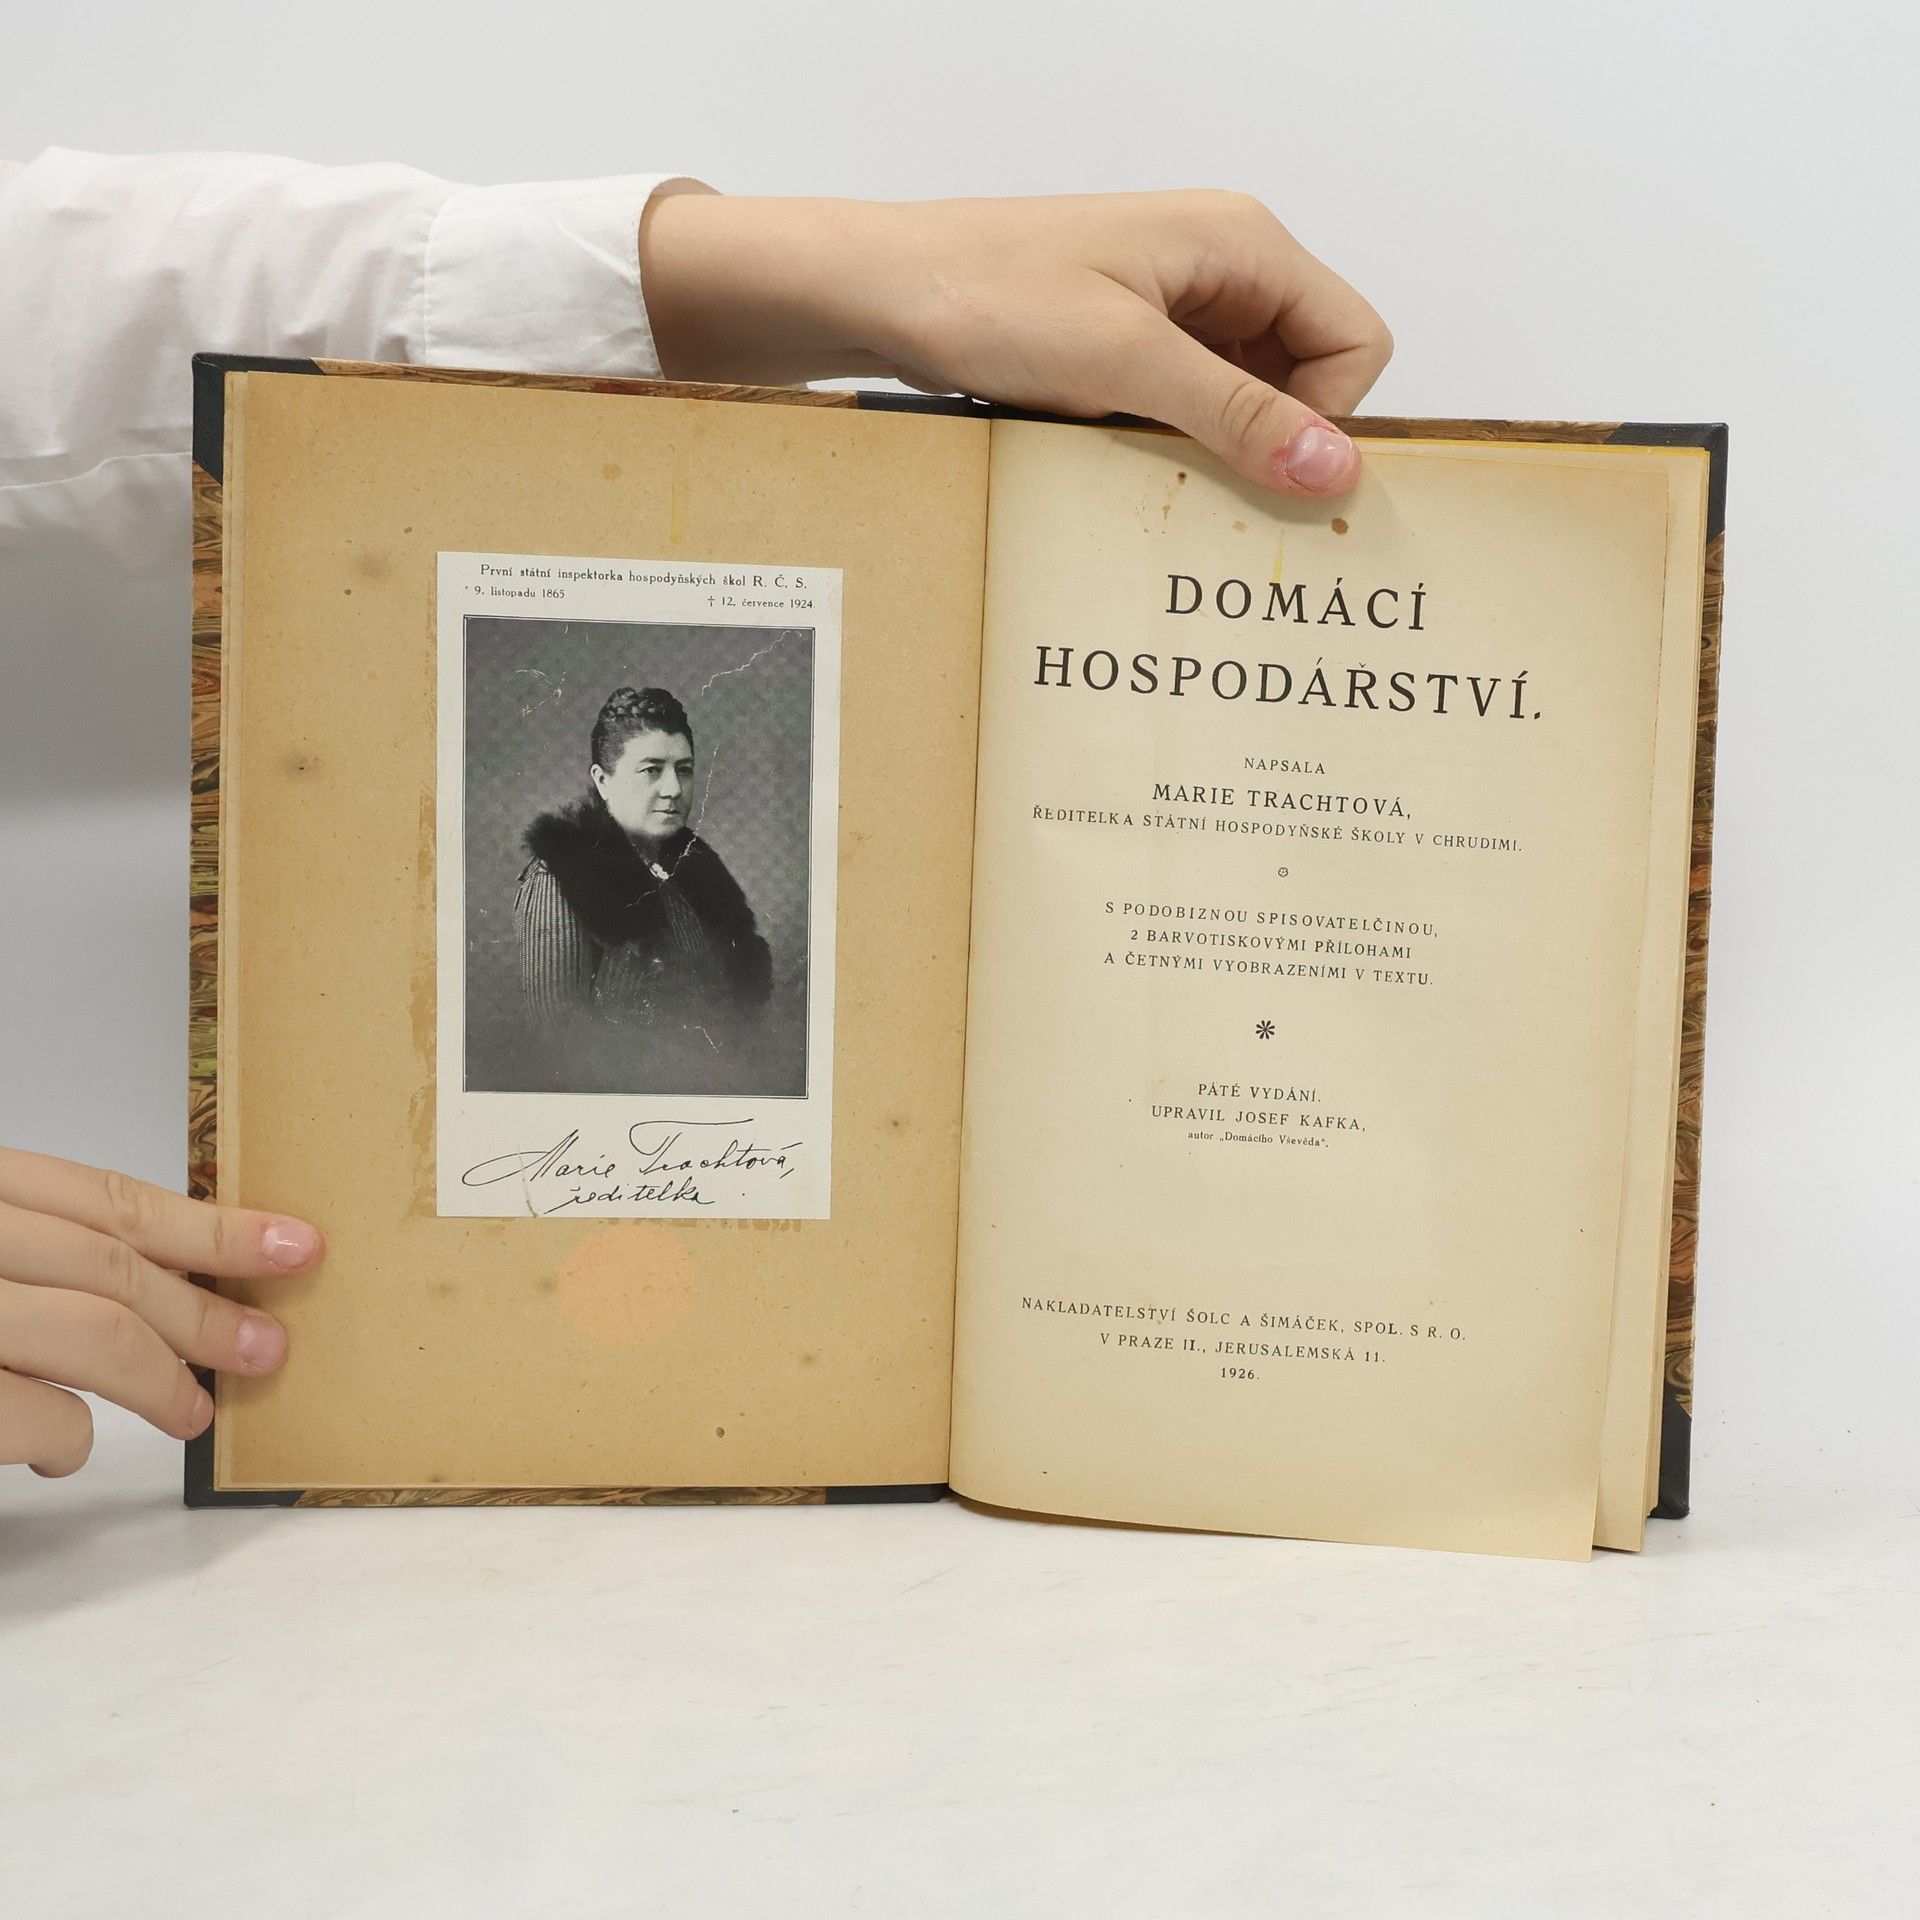 První státní inspektorka hospodyňských škol R. Č. S.
* 9. listopadu 1865
† 12. července 1924
Marie Trachtová,
ředitelka
DOMÁCÍ
HOSPODÁŘSTVÍ.
NAPSALA
MARIE TRACHTOVÁ,
ŘEDITELKA STÁTNÍ HOSPODYŇSKÉ ŠKOLY V CHRUDIMI.
S PODOBIZNOU SPISOVATELČINOU,
2 BARVOTISKOVÝMI PŘÍLOHAMI
A ČETNÝMI VYOBRAZENÍMI V TEXTU.
PÁTÉ VYDÁNÍ.
UPRAVIL JOSEF KAFKA,
autor „Domácího Vševěda“.
NAKLADATELSTVÍ ŠOLC A ŠIMÁČEK, SPOL. S R. O.
V PRAZE II., JERUSALEMSKÁ 11.
1926.